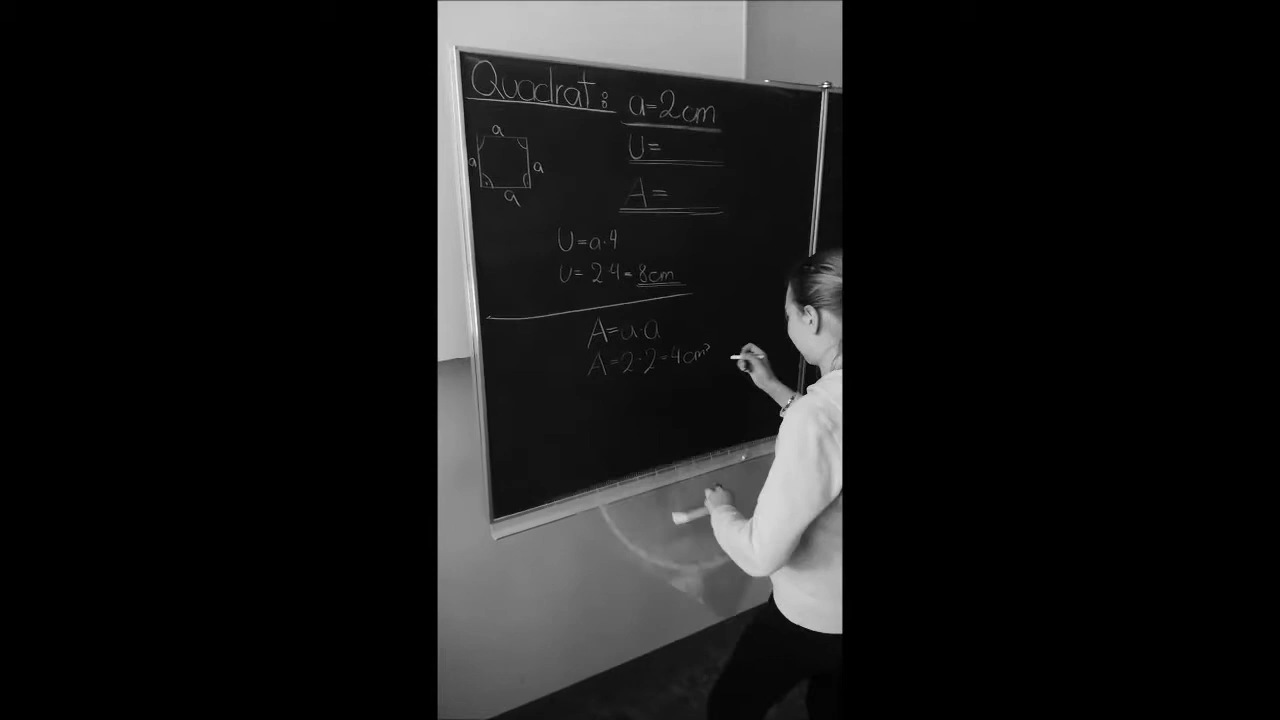 Quadrat:
a=2cm
U=
A=
a
a
a
a
U=a·4
U=2·4=8cm
A=a·a
A=2·2=4cm²